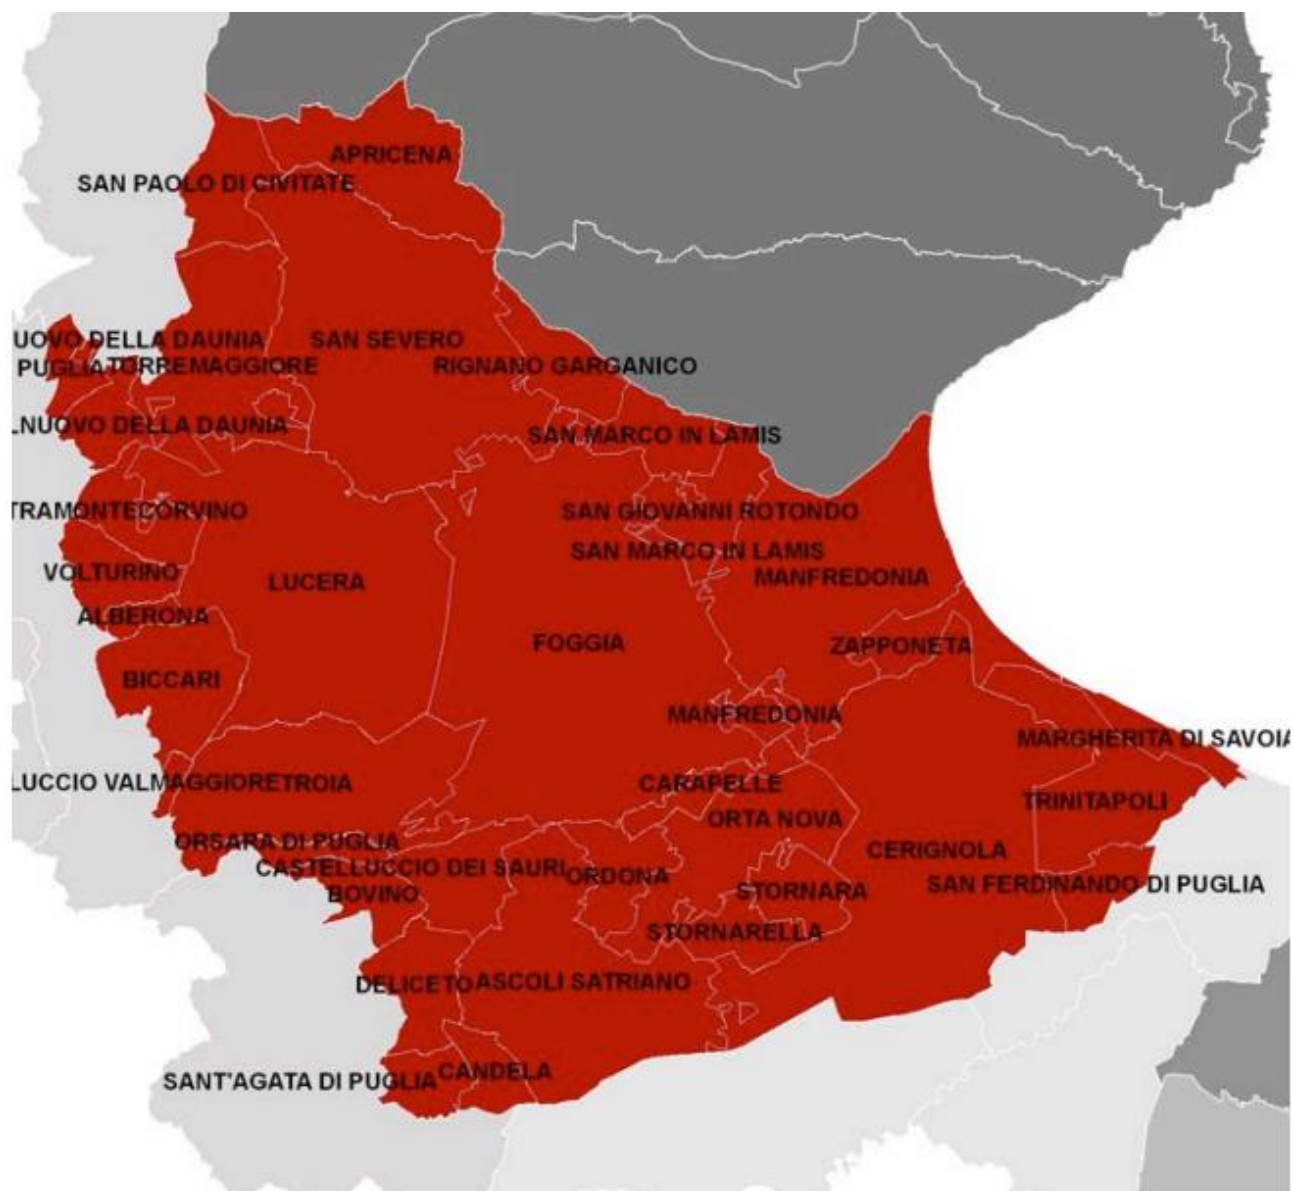 APRICENA
SAN PAOLO DI CIVITATE
UOVO DELLA DAUNIA
SAN SEVERO
PUGLIA
TORREMAGGIORE
RIGNANO GARGANICO
LNUOVO DELLA DAUNIA
SAN MARCO IN LAMIS
TRAMONTECORVINO
SAN GIOVANNI ROTONDO
SAN MARCO IN LAMIS
VOLTURINO
LUCERA
MANFREDONIA
ALBERONA
FOGGIA
ZAPPONETA
BICCARI
MANFREDONIA
MARGHERITA DI SAVOIA
LUCCIO VALMAGGIORE
TROIA
CARAPELLE
TRINITAPOLI
ORTA NOVA
ORSARA DI PUGLIA
CERIGNOLA
CASTELLUCCIO DEI SAURI
ORDONA
SAN FERDINANDO DI PUGLIA
BOVINO
STORNARA
STORNARELLA
DELICETO
ASCOLI SATRIANO
SANT'AGATA DI PUGLIA
CANDELA